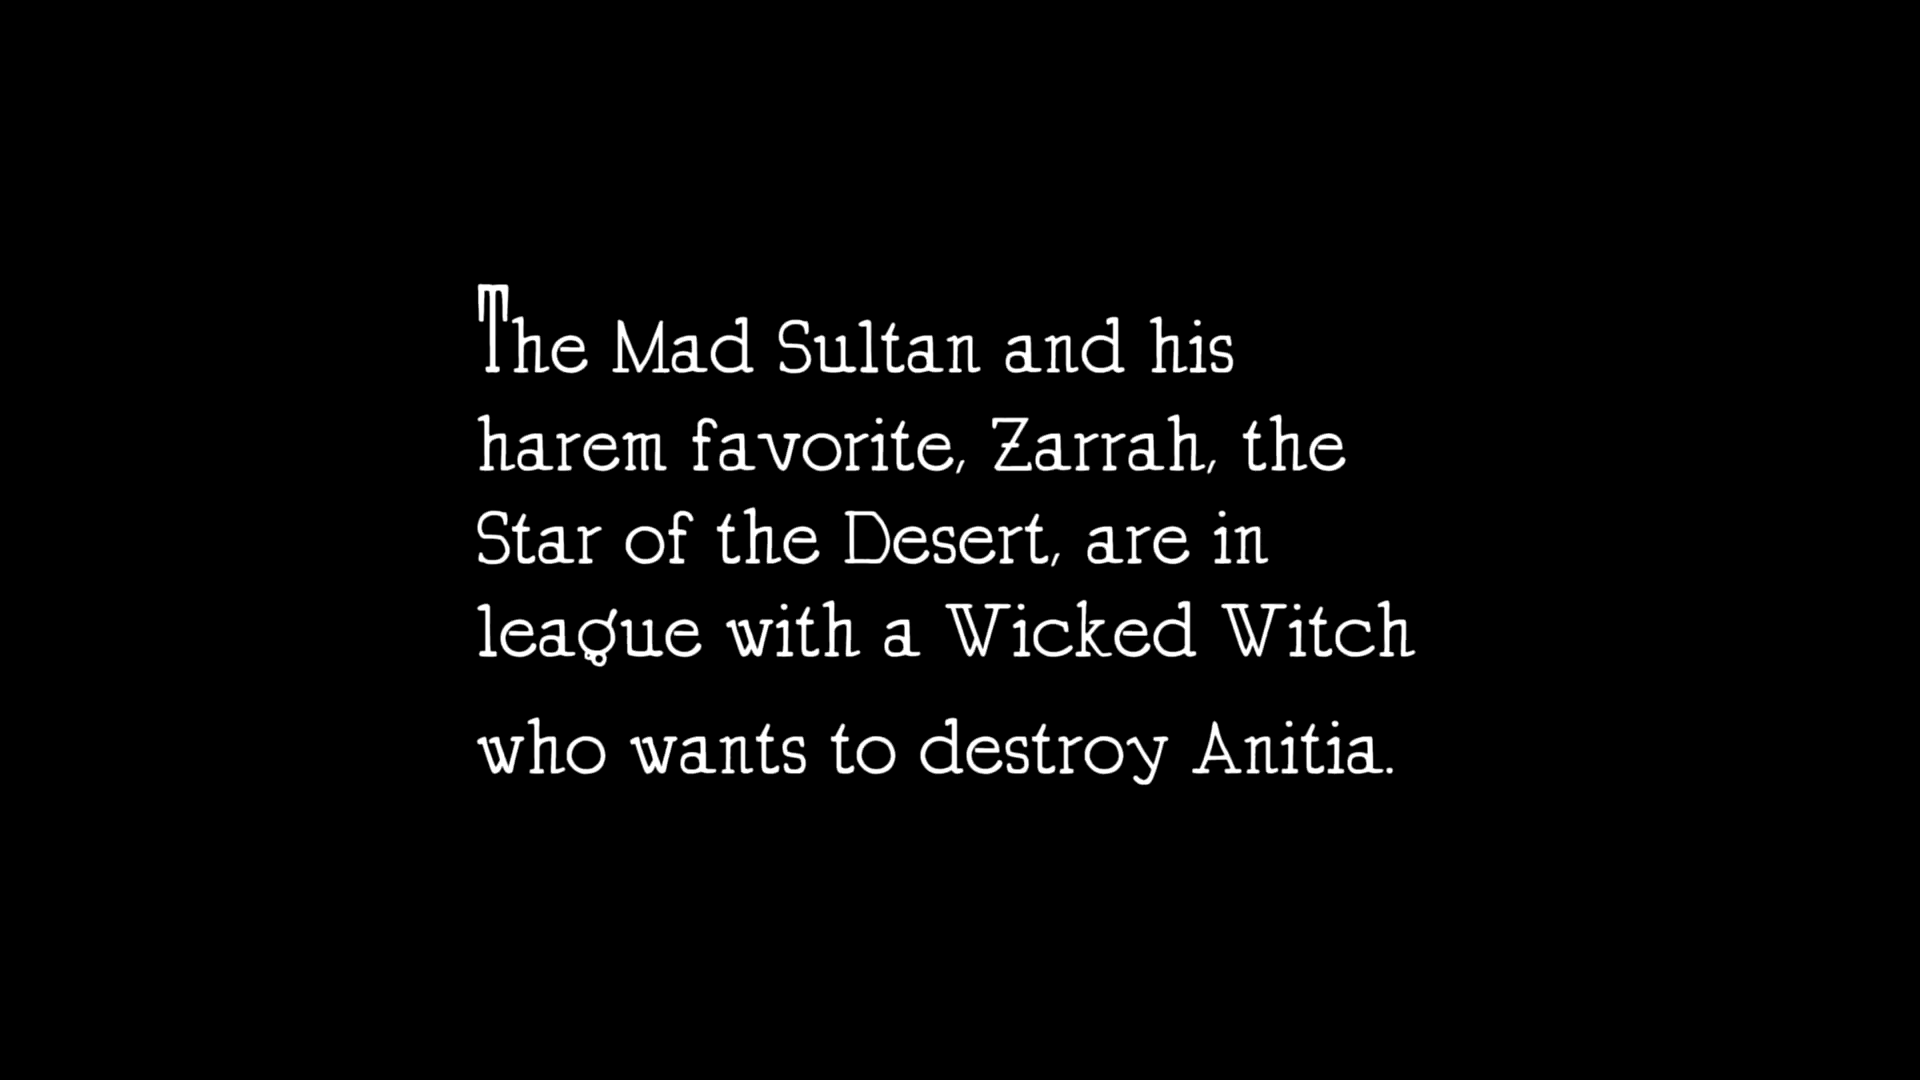 The Mad Sultan and his
harem favorite, Zarrah, the
Star of the Desert, are in
league with a Wicked Witch
who wants to destroy Anitia.